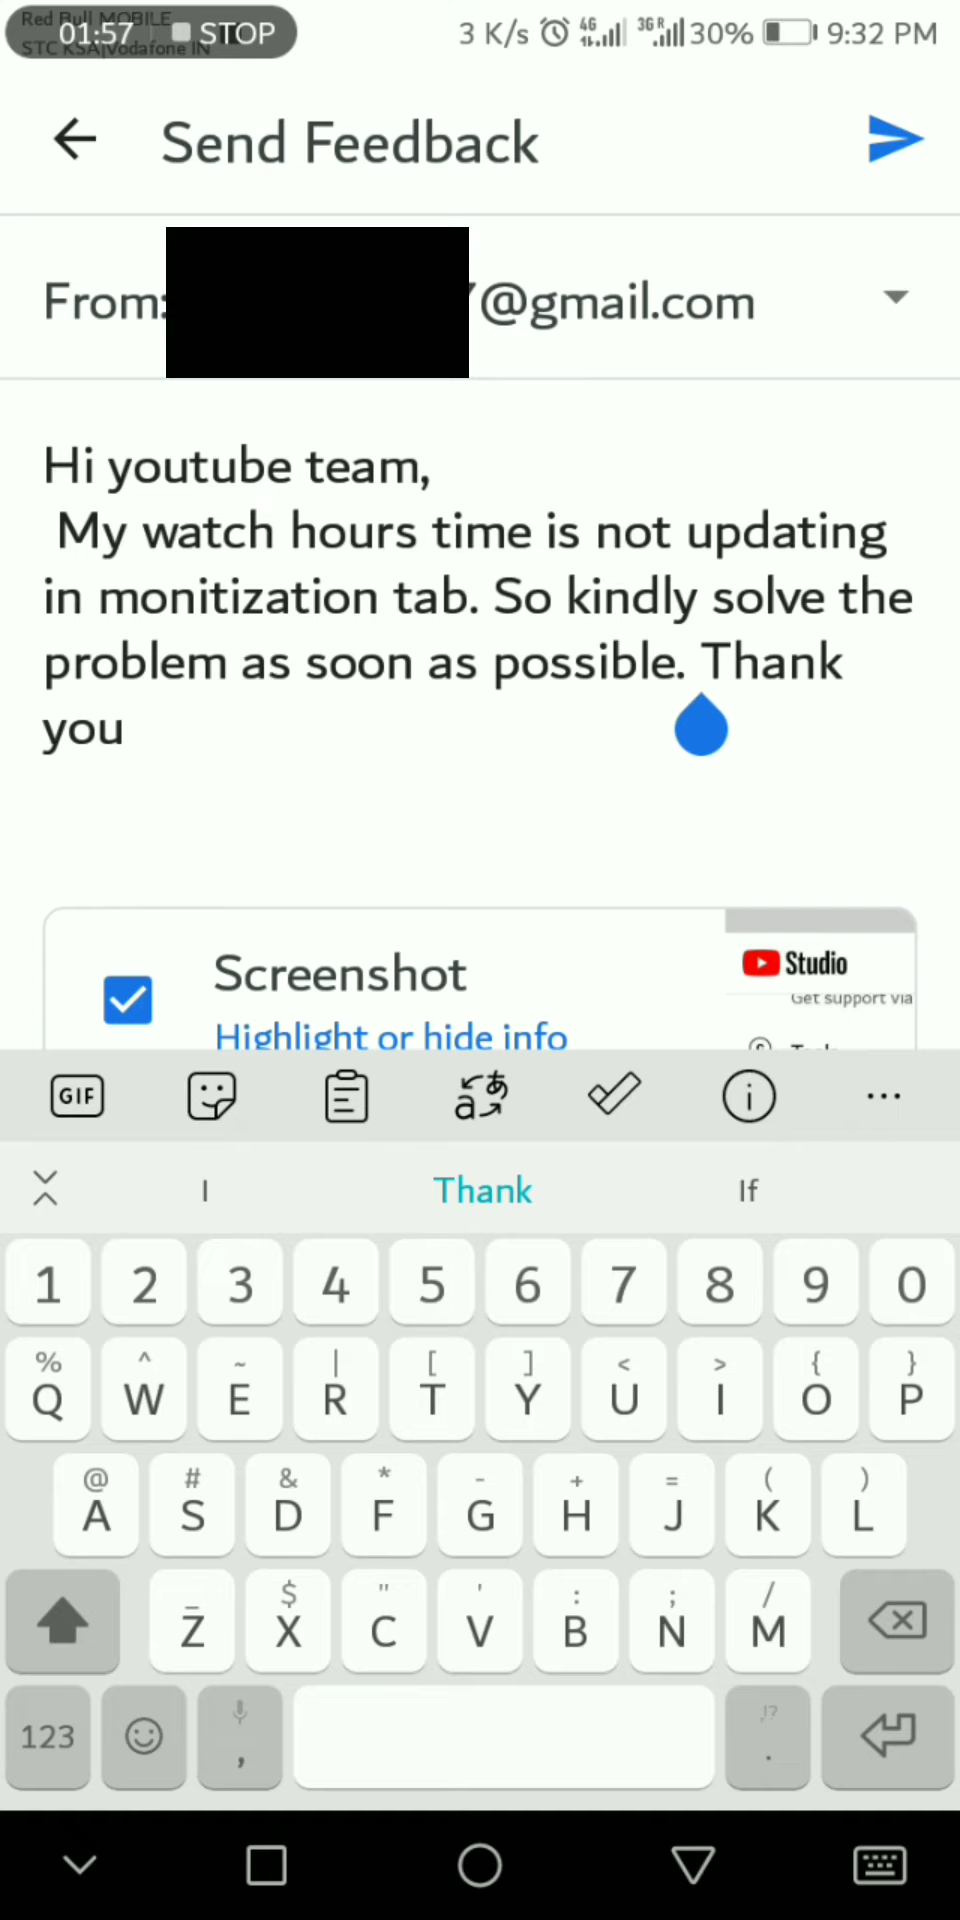 Red Bull MOBILE
STC KSA|Vodafone IN
01:57 STOP
3 K/s 4G 3G R 30% 9:32 PM
Send Feedback
From: @gmail.com
Hi youtube team,
My watch hours time is not updating
in monitization tab. So kindly solve the
problem as soon as possible. Thank
you
Screenshot
Highlight or hide info
Studio
Get support via
GIF
I Thank If
1 2 3 4 5 6 7 8 9 0
% ^ ~ | [ ] < > { }
Q W E R T Y U I O P
@ # & * - + = ( )
A S D F G H J K L
_ $ " ' : ; /
Z X C V B N M
123 , .
!?